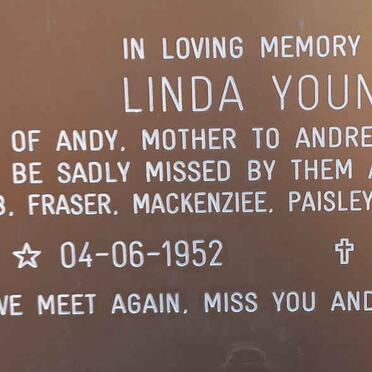 IN LOVING MEMORY
LINDA YOUN
OF ANDY, MOTHER TO ANDRE
BE SADLY MISSED BY THEM A
B, FRASER, MACKENZIEE, PAISLEY
☆ 04-06-1952 ✝
WE MEET AGAIN, MISS YOU AND